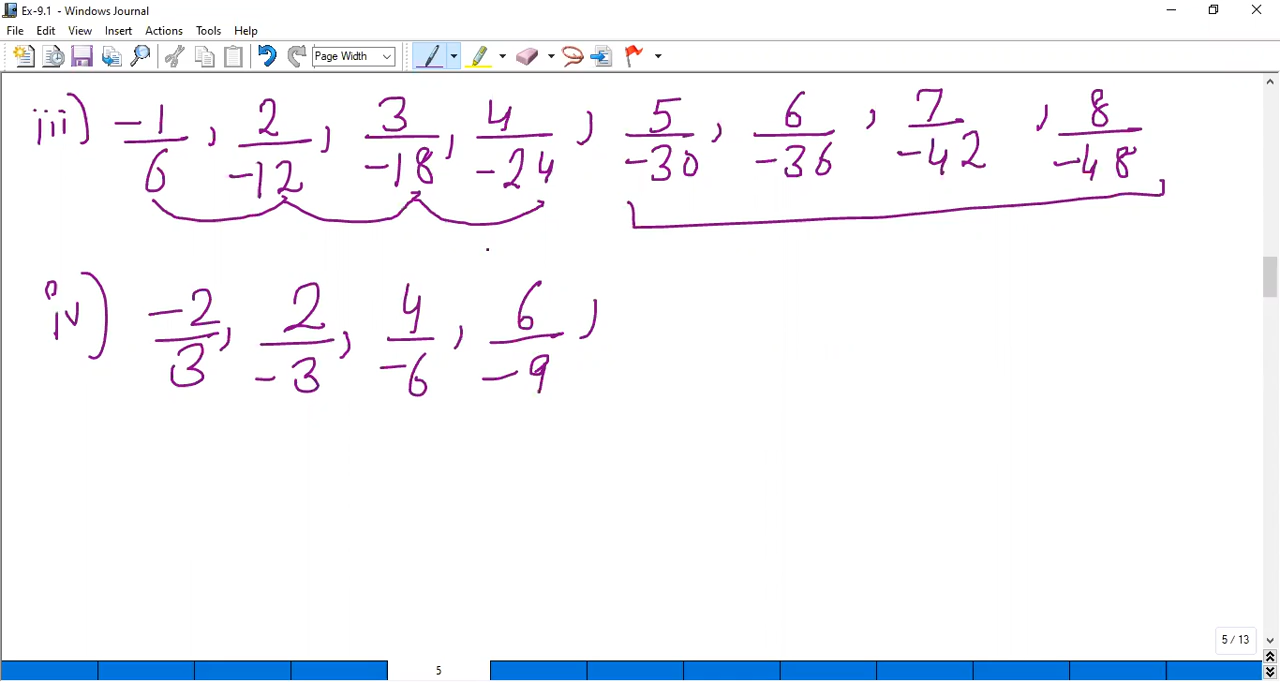 Ex-9.1 - Windows Journal
File Edit View Insert Actions Tools Help
Page Width
iii) -1/6, 2/-12, 3/-18, 4/-24, 5/-30, 6/-36, 7/-42, 8/-48
iv) -2/3, 2/-3, 4/-6, 6/-9,
5 / 13
5